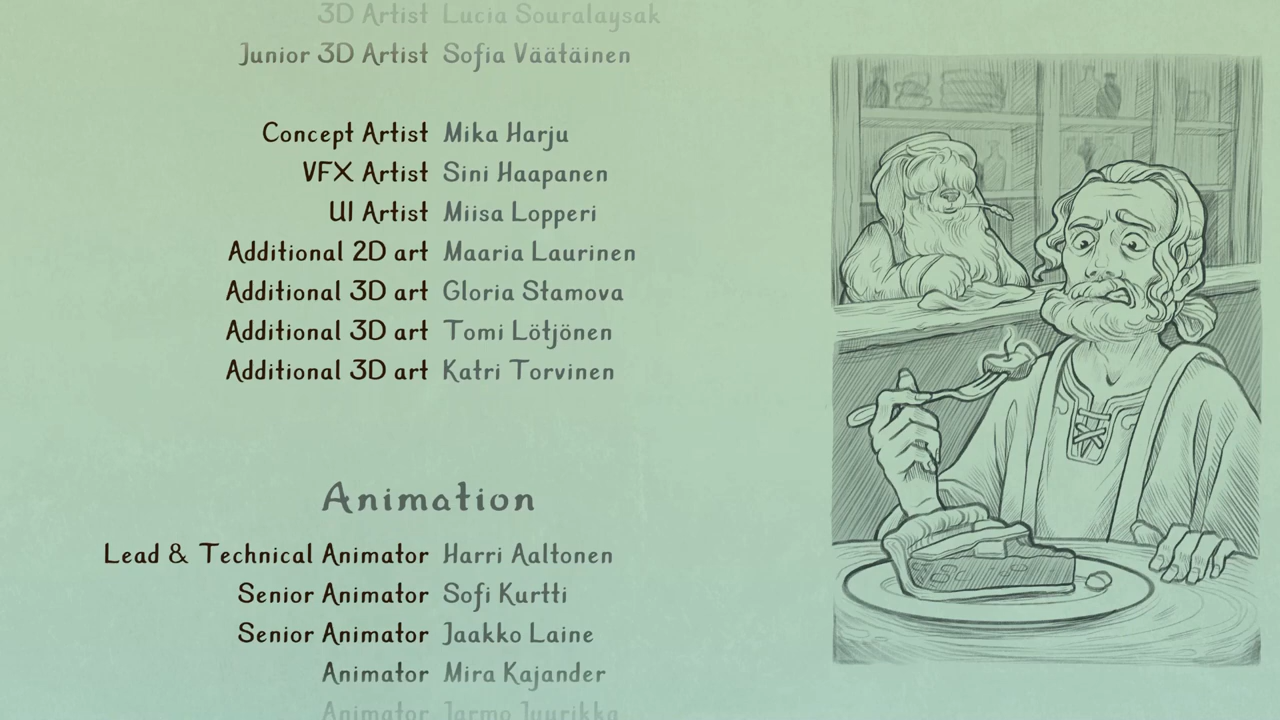 3D Artist Lucia Souralaysak
Junior 3D Artist Sofia Väätäinen
Concept Artist Mika Harju
VFX Artist Sini Haapanen
UI Artist Miisa Lopperi
Additional 2D art Maaria Laurinen
Additional 3D art Gloria Stamova
Additional 3D art Tomi Lötjönen
Additional 3D art Katri Torvinen
Animation
Lead & Technical Animator Harri Aaltonen
Senior Animator Sofi Kurtti
Senior Animator Jaakko Laine
Animator Mira Kajander
Animator Jarmo Juurikka